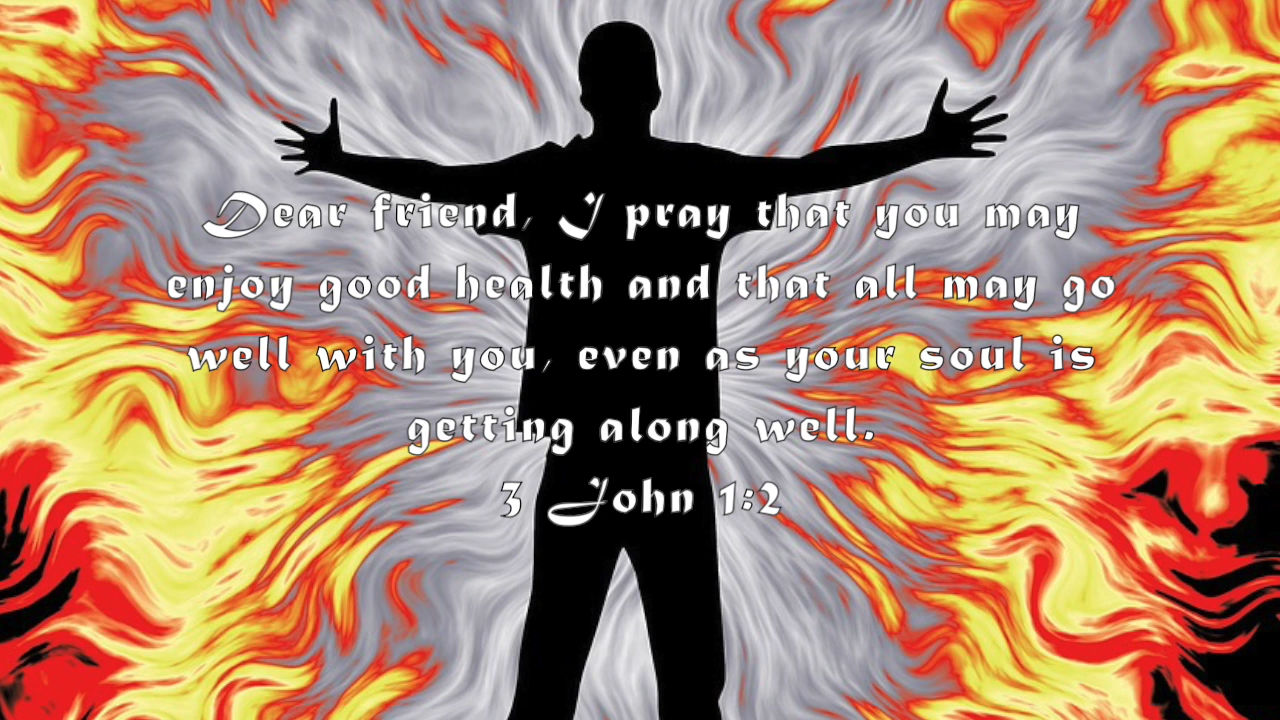 Dear friend, I pray that you may
enjoy good health and that all may go
well with you, even as your soul is
getting along well.
3 John 1:2